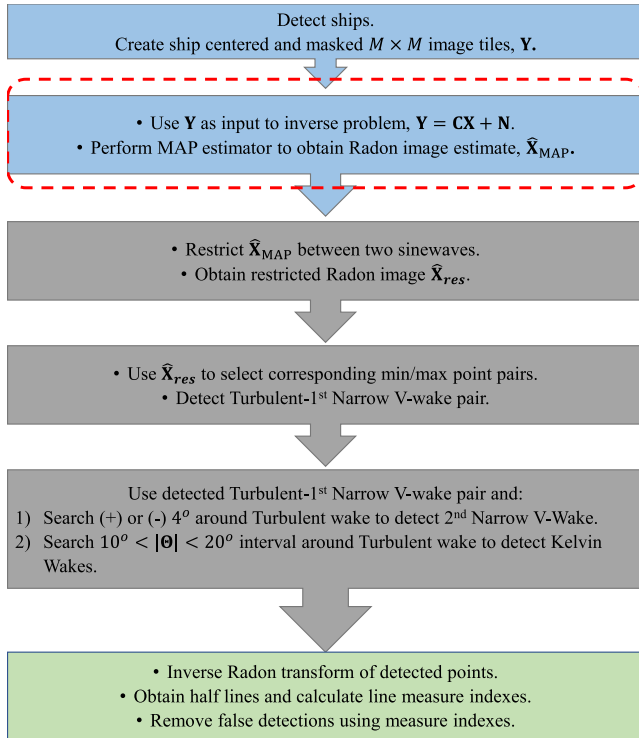 Detect ships.
Create ship centered and masked M × M image tiles, Y.
• Use Y as input to inverse problem, Y = CX + N.
• Perform MAP estimator to obtain Radon image estimate, X̂_MAP.
• Restrict X̂_MAP between two sinewaves.
• Obtain restricted Radon image X̂_res.
• Use X̂_res to select corresponding min/max point pairs.
• Detect Turbulent-1st Narrow V-wake pair.
Use detected Turbulent-1st Narrow V-wake pair and:
1) Search (+) or (-) 4° around Turbulent wake to detect 2nd Narrow V-Wake.
2) Search 10° < |Θ| < 20° interval around Turbulent wake to detect Kelvin
Wakes.
• Inverse Radon transform of detected points.
• Obtain half lines and calculate line measure indexes.
• Remove false detections using measure indexes.